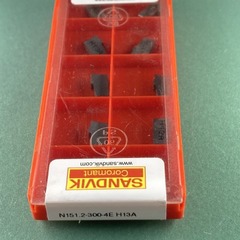 www.sandvik.com
SANDVIK
Coromant
N151.2-300-4E H13A